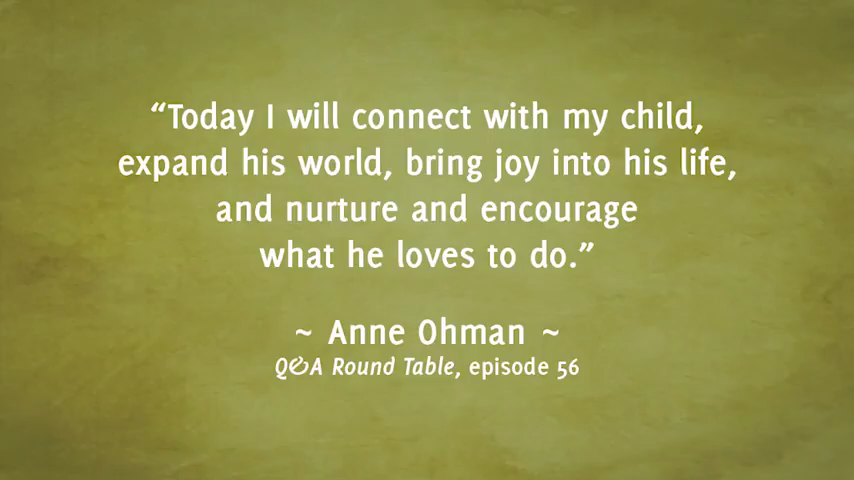 “Today I will connect with my child,
expand his world, bring joy into his life,
and nurture and encourage
what he loves to do.”
~ Anne Ohman ~
Q&A Round Table, episode 56